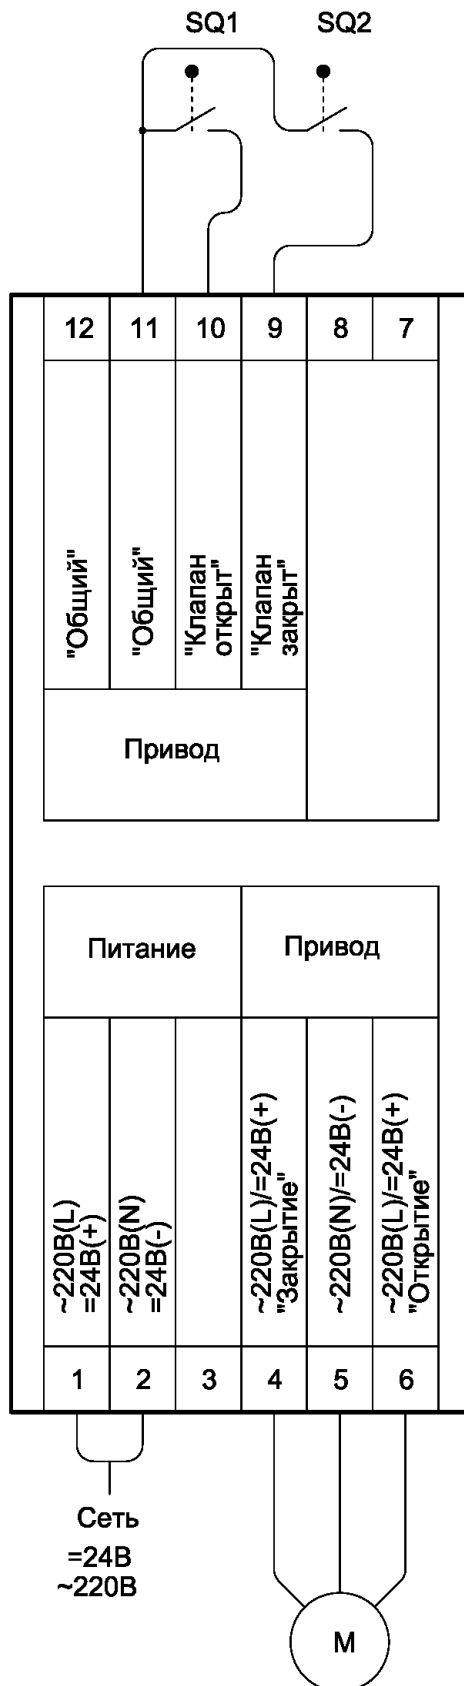 SQ1 SQ2
12 11 10 9 8 7
"Общий"
"Общий"
"Клапан
открыт"
"Клапан
закрыт"
Привод
Питание Привод
~220В(L)
=24В(+)
~220В(N)
=24В(-)
~220В(L)/=24В(+)
"Закрытие"
~220В(N)/=24В(-)
~220В(L)/=24В(+)
"Открытие"
1 2 3 4 5 6
Сеть
=24В
~220В
М